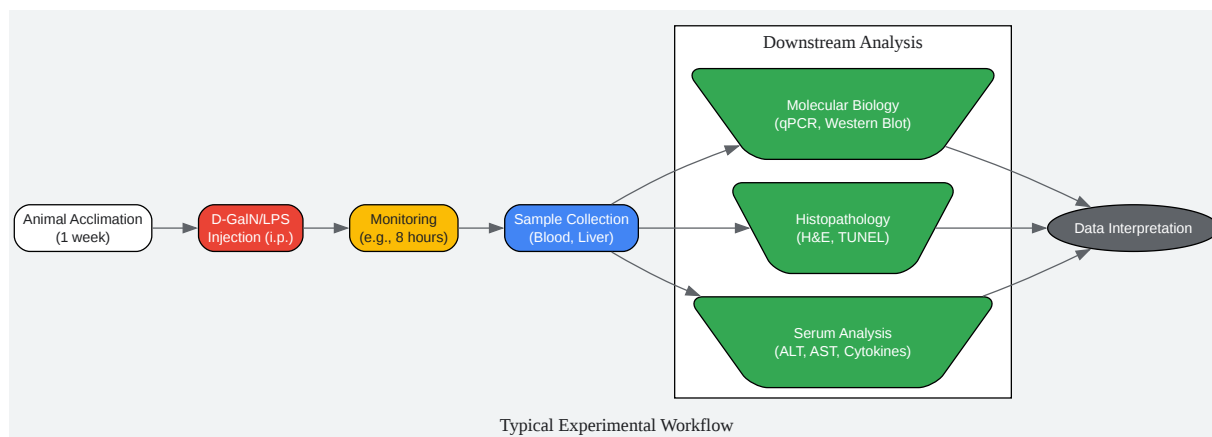 Downstream Analysis
Molecular Biology
(qPCR, Western Blot)
Animal Acclimation
(1 week)
D-GalN/LPS
Injection (i.p.)
Monitoring
(e.g., 8 hours)
Sample Collection
(Blood, Liver)
Histopathology
(H&E, TUNEL)
Data Interpretation
Serum Analysis
(ALT, AST, Cytokines)
Typical Experimental Workflow